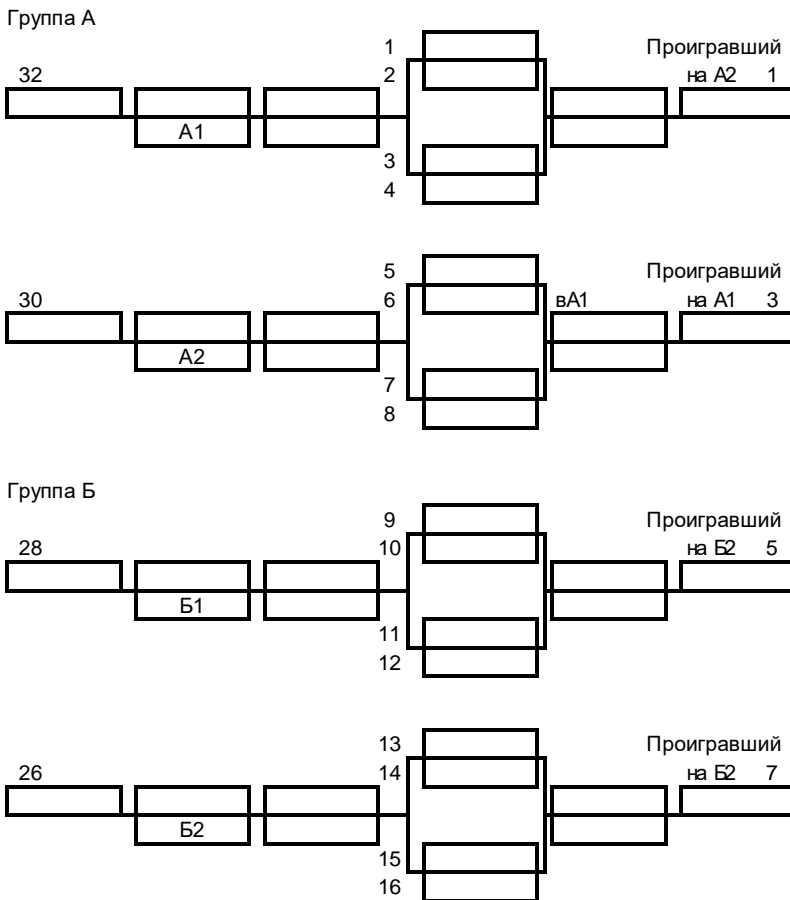 Группа А
1 Проигравший
32 2 на А2 1
А1
3
4
5 Проигравший
30 6 вА1 на А1 3
А2
7
8
Группа Б
9 Проигравший
28 10 на Б2 5
Б1
11
12
13 Проигравший
26 14 на Б2 7
Б2
15
16